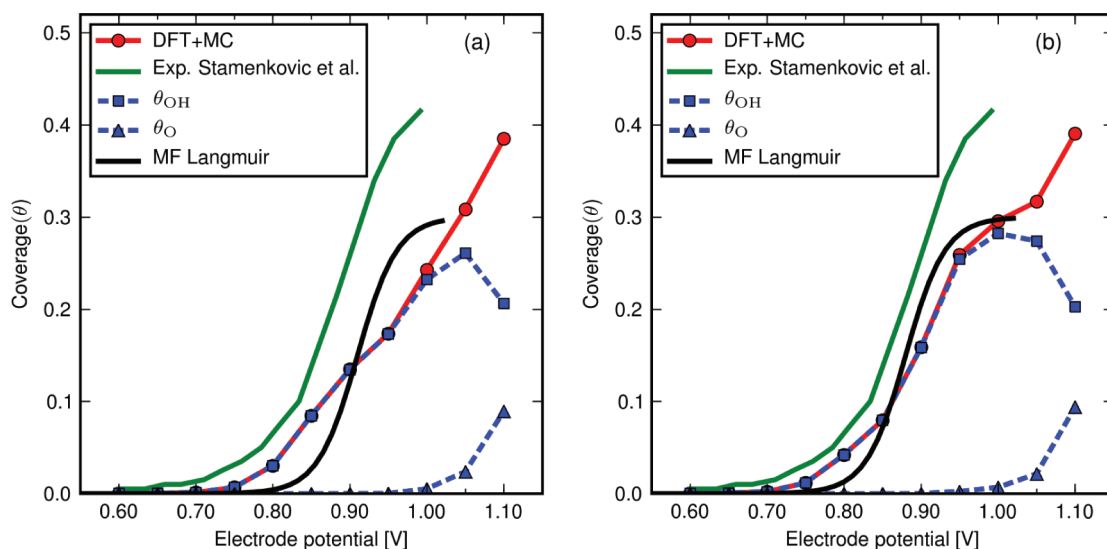 (a)
DFT+MC
Exp. Stamenkovic et al.
θOH
θO
MF Langmuir
0.5
0.4
0.3
0.2
0.1
0.0
Coverage(θ)
0.60 0.70 0.80 0.90 1.00 1.10
Electrode potential [V]
(b)
DFT+MC
Exp. Stamenkovic et al.
θOH
θO
MF Langmuir
0.5
0.4
0.3
0.2
0.1
0.0
Coverage(θ)
0.60 0.70 0.80 0.90 1.00 1.10
Electrode potential [V]